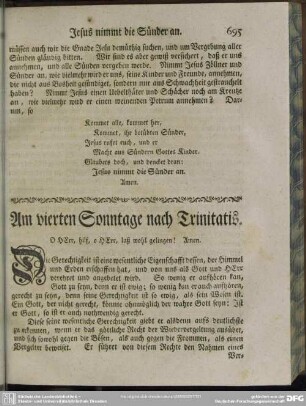 Jesus nimmt die Sünder an. 695
müssen auch wir die Gnade Jesu demüthig suchen, und um Vergebung aller
Sünden gläubig bitten. Wir sind es aber gewiß versichert, daß er uns
annehmen, und alle Sünden vergeben werde. Nimmt Jesus Zöllner und
Sünder an, wie vielmehr wird er uns, seine Kinder und Freunde, annehmen,
die wir nicht aus Bosheit gesündiget, sondern nur aus Schwachheit gestrauchelt
haben? Nimmt Jesus einen Uebelthäter und Schächer noch am Kreutze
an, wie vielmehr wird er einen weinenden Petrum annehmen? Dar-
um, so
Kommet alle, kommet her,
Kommet, ihr betrübten Sünder,
Jesus rufet euch, und er
Macht aus Sündern Gottes Kinder.
Glaubets doch, und dencket dran:
Jesus nimmt die Sünder an.
Amen.
Am vierten Sonntage nach Trinitatis.
O HErr, hilf, o HErr, laß wohl gelingen! Amen.
Die Gerechtigkeit ist eine wesentliche Eigenschafft dessen, der Himmel
und Erden erschaffen hat, und von uns als Gott und HErr
verehret und angebetet wird. So wenig er aufhören kan,
Gott zu seyn, denn er ist ewig; so wenig kan er auch aufhören,
gerecht zu seyn, denn seine Gerechtigkeit ist so ewig, als sein Wesen ist.
Ein Gott, der nicht gerecht, könnte ohnmöglich der wahre Gott seyn: Ist
er Gott, so ist er auch nothwendig gerecht.
Diese seine wesentliche Gerechtigkeit giebt er alsdenn aufs deutlichste
zu erkennen, wenn er das göttliche Recht der Wiedervergeltung ausübet,
und sich sowohl gegen die Bösen, als auch gegen die Frommen, als einen
Vergelter beweiset. Er führet von diesem Rechte den Namen eines
Ver-